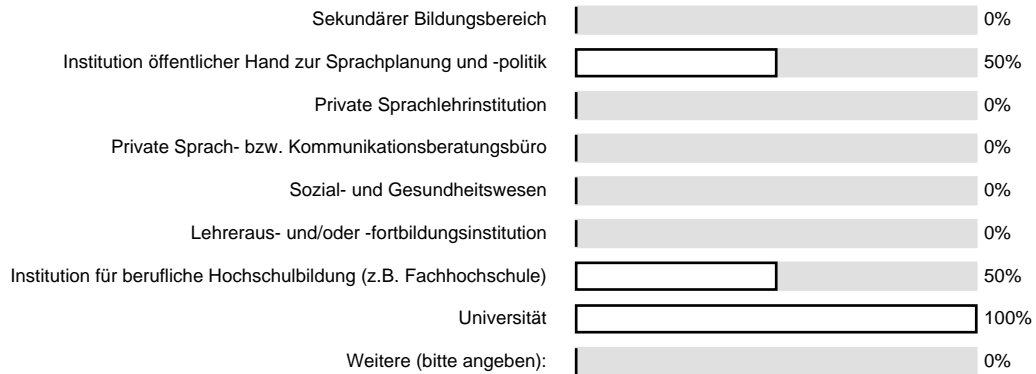 Sekundärer Bildungsbereich 0%
Institution öffentlicher Hand zur Sprachplanung und -politik 50%
Private Sprachlehrinstitution 0%
Private Sprach- bzw. Kommunikationsberatungsbüro 0%
Sozial- und Gesundheitswesen 0%
Lehreraus- und/oder -fortbildungsinstitution 0%
Institution für berufliche Hochschulbildung (z.B. Fachhochschule) 50%
Universität 100%
Weitere (bitte angeben): 0%